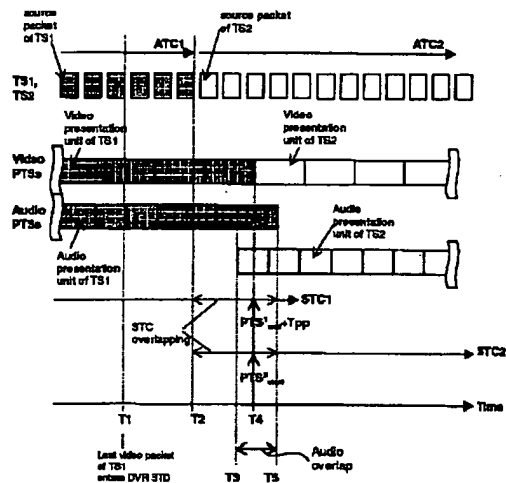 source
packet
of TS1
source
packet of
TS2
ATC1
ATC2
TS1,
TS2
Video
presentation
unit of TS1
Video
presentation
unit of TS2
Video
PTSs
Audio
PTSs
Audio
presentation
unit of TS1
Audio
presentation
unit of TS2
STC1
STC
overlapping
+Tpp
STC2
Time
T1
T2
T4
Last video packet
of TS1
enters DVR STD
T3
T5
Audio
overlap